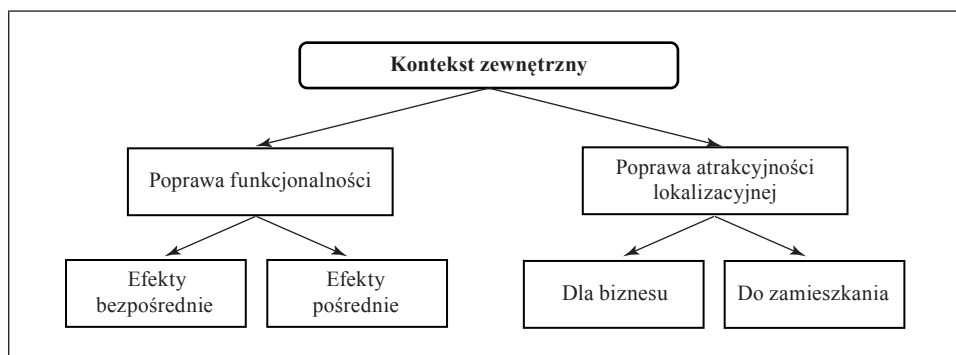 Kontekst zewnętrzny
Poprawa funkcjonalności
Poprawa atrakcyjności
lokalizacyjnej
Efekty
bezpośrednie
Efekty
pośrednie
Dla biznesu
Do zamieszkania